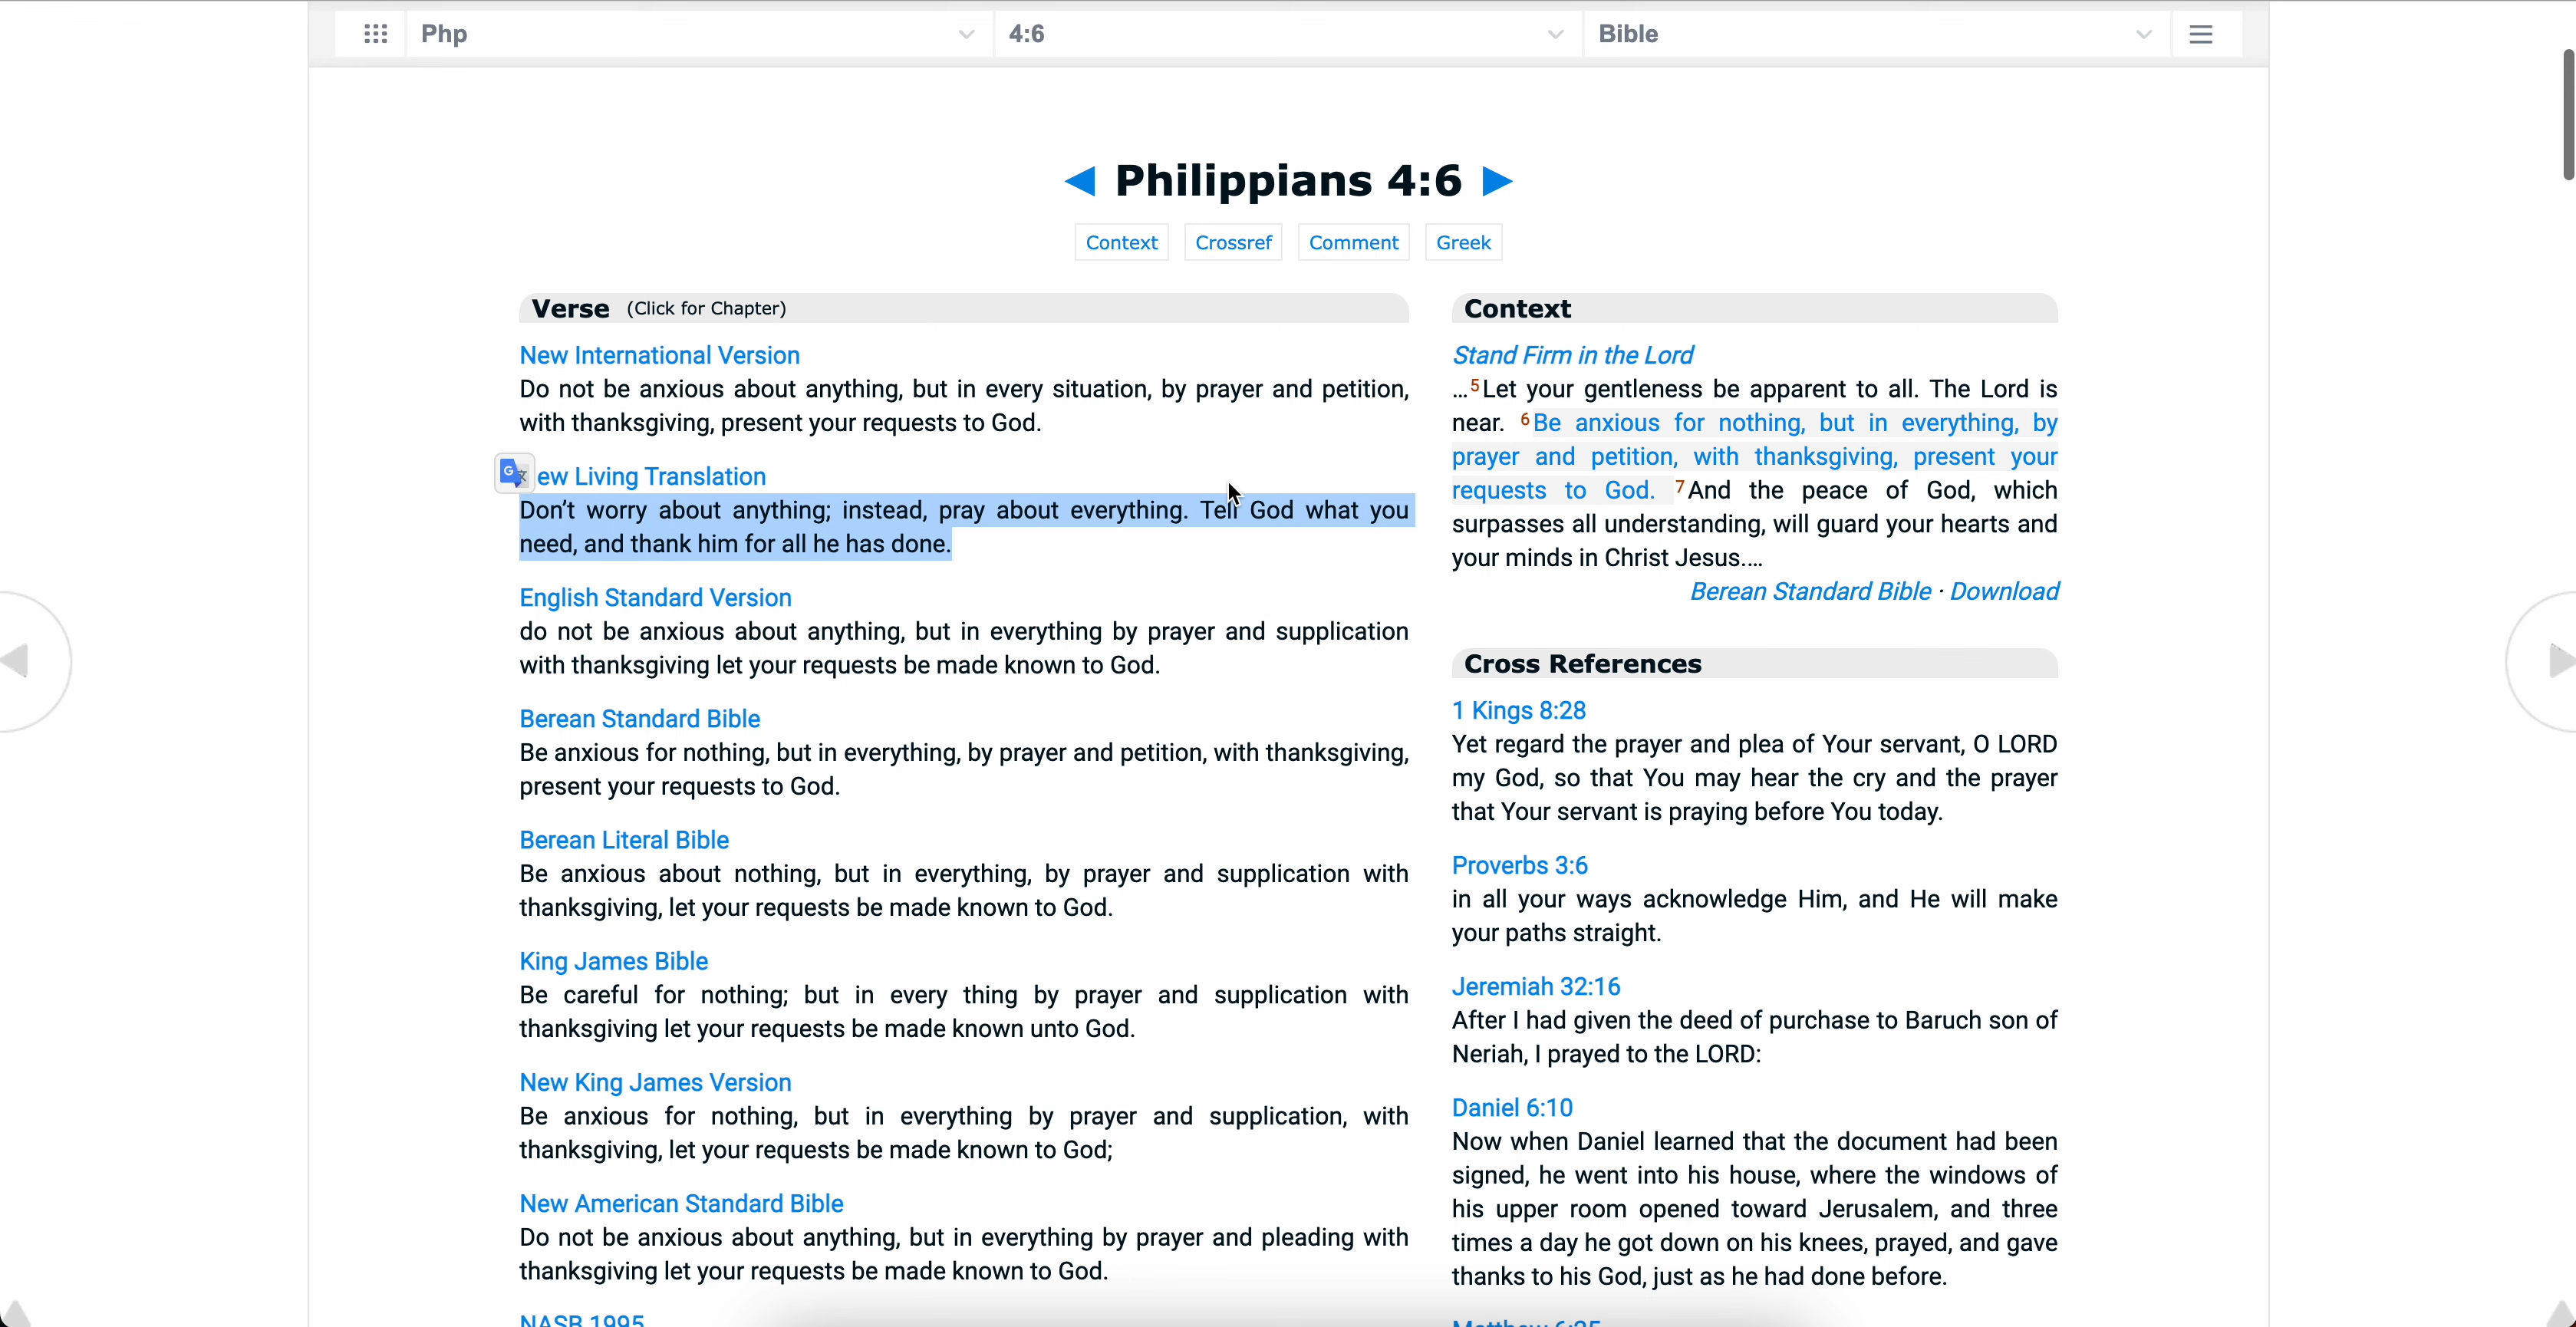 Php
4:6
Bible
Philippians 4:6
Context
Crossref
Comment
Greek
Verse (Click for Chapter)
New International Version
Do not be anxious about anything, but in every situation, by prayer and petition,
with thanksgiving, present your requests to God.
ew Living Translation
Don’t worry about anything; instead, pray about everything. Tell God what you
need, and thank him for all he has done.
English Standard Version
do not be anxious about anything, but in everything by prayer and supplication
with thanksgiving let your requests be made known to God.
Berean Standard Bible
Be anxious for nothing, but in everything, by prayer and petition, with thanksgiving,
present your requests to God.
Berean Literal Bible
Be anxious about nothing, but in everything, by prayer and supplication with
thanksgiving, let your requests be made known to God.
King James Bible
Be careful for nothing; but in every thing by prayer and supplication with
thanksgiving let your requests be made known unto God.
New King James Version
Be anxious for nothing, but in everything by prayer and supplication, with
thanksgiving, let your requests be made known to God;
New American Standard Bible
Do not be anxious about anything, but in everything by prayer and pleading with
thanksgiving let your requests be made known to God.
NASB 1995
Context
Stand Firm in the Lord
…5Let your gentleness be apparent to all. The Lord is
near. 6Be anxious for nothing, but in everything, by
prayer and petition, with thanksgiving, present your
requests to God. 7And the peace of God, which
surpasses all understanding, will guard your hearts and
your minds in Christ Jesus.…
Berean Standard Bible · Download
Cross References
1 Kings 8:28
Yet regard the prayer and plea of Your servant, O LORD
my God, so that You may hear the cry and the prayer
that Your servant is praying before You today.
Proverbs 3:6
in all your ways acknowledge Him, and He will make
your paths straight.
Jeremiah 32:16
After I had given the deed of purchase to Baruch son of
Neriah, I prayed to the LORD:
Daniel 6:10
Now when Daniel learned that the document had been
signed, he went into his house, where the windows of
his upper room opened toward Jerusalem, and three
times a day he got down on his knees, prayed, and gave
thanks to his God, just as he had done before.
Matthew 6:25